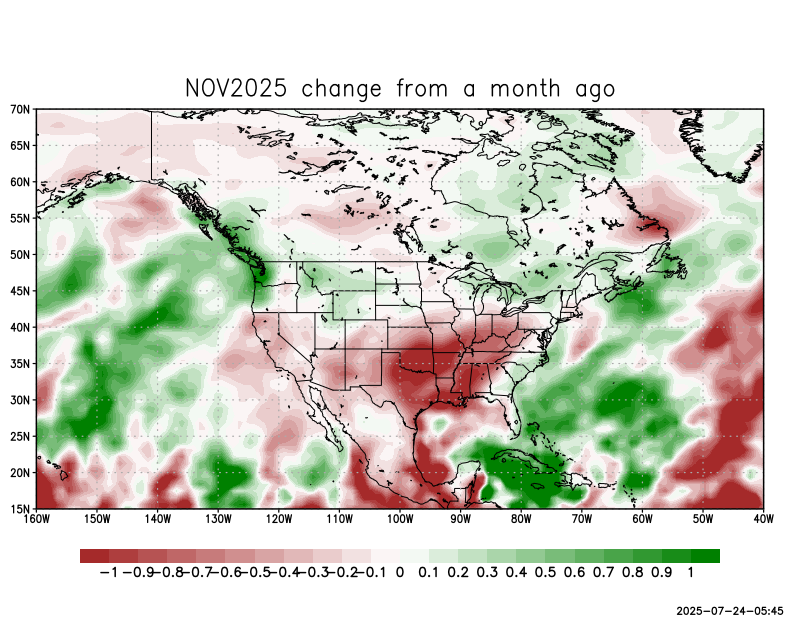 NOV2025 change from a month ago
70N
65N
60N
55N
50N
45N
40N
35N
30N
25N
20N
15N
160W 150W 140W 130W 120W 110W 100W 90W 80W 70W 60W 50W 40W
−1 −0.9 −0.8 −0.7 −0.6 −0.5 −0.4 −0.3 −0.2 −0.1 0 0.1 0.2 0.3 0.4 0.5 0.6 0.7 0.8 0.9 1
2025−07−24−05:45